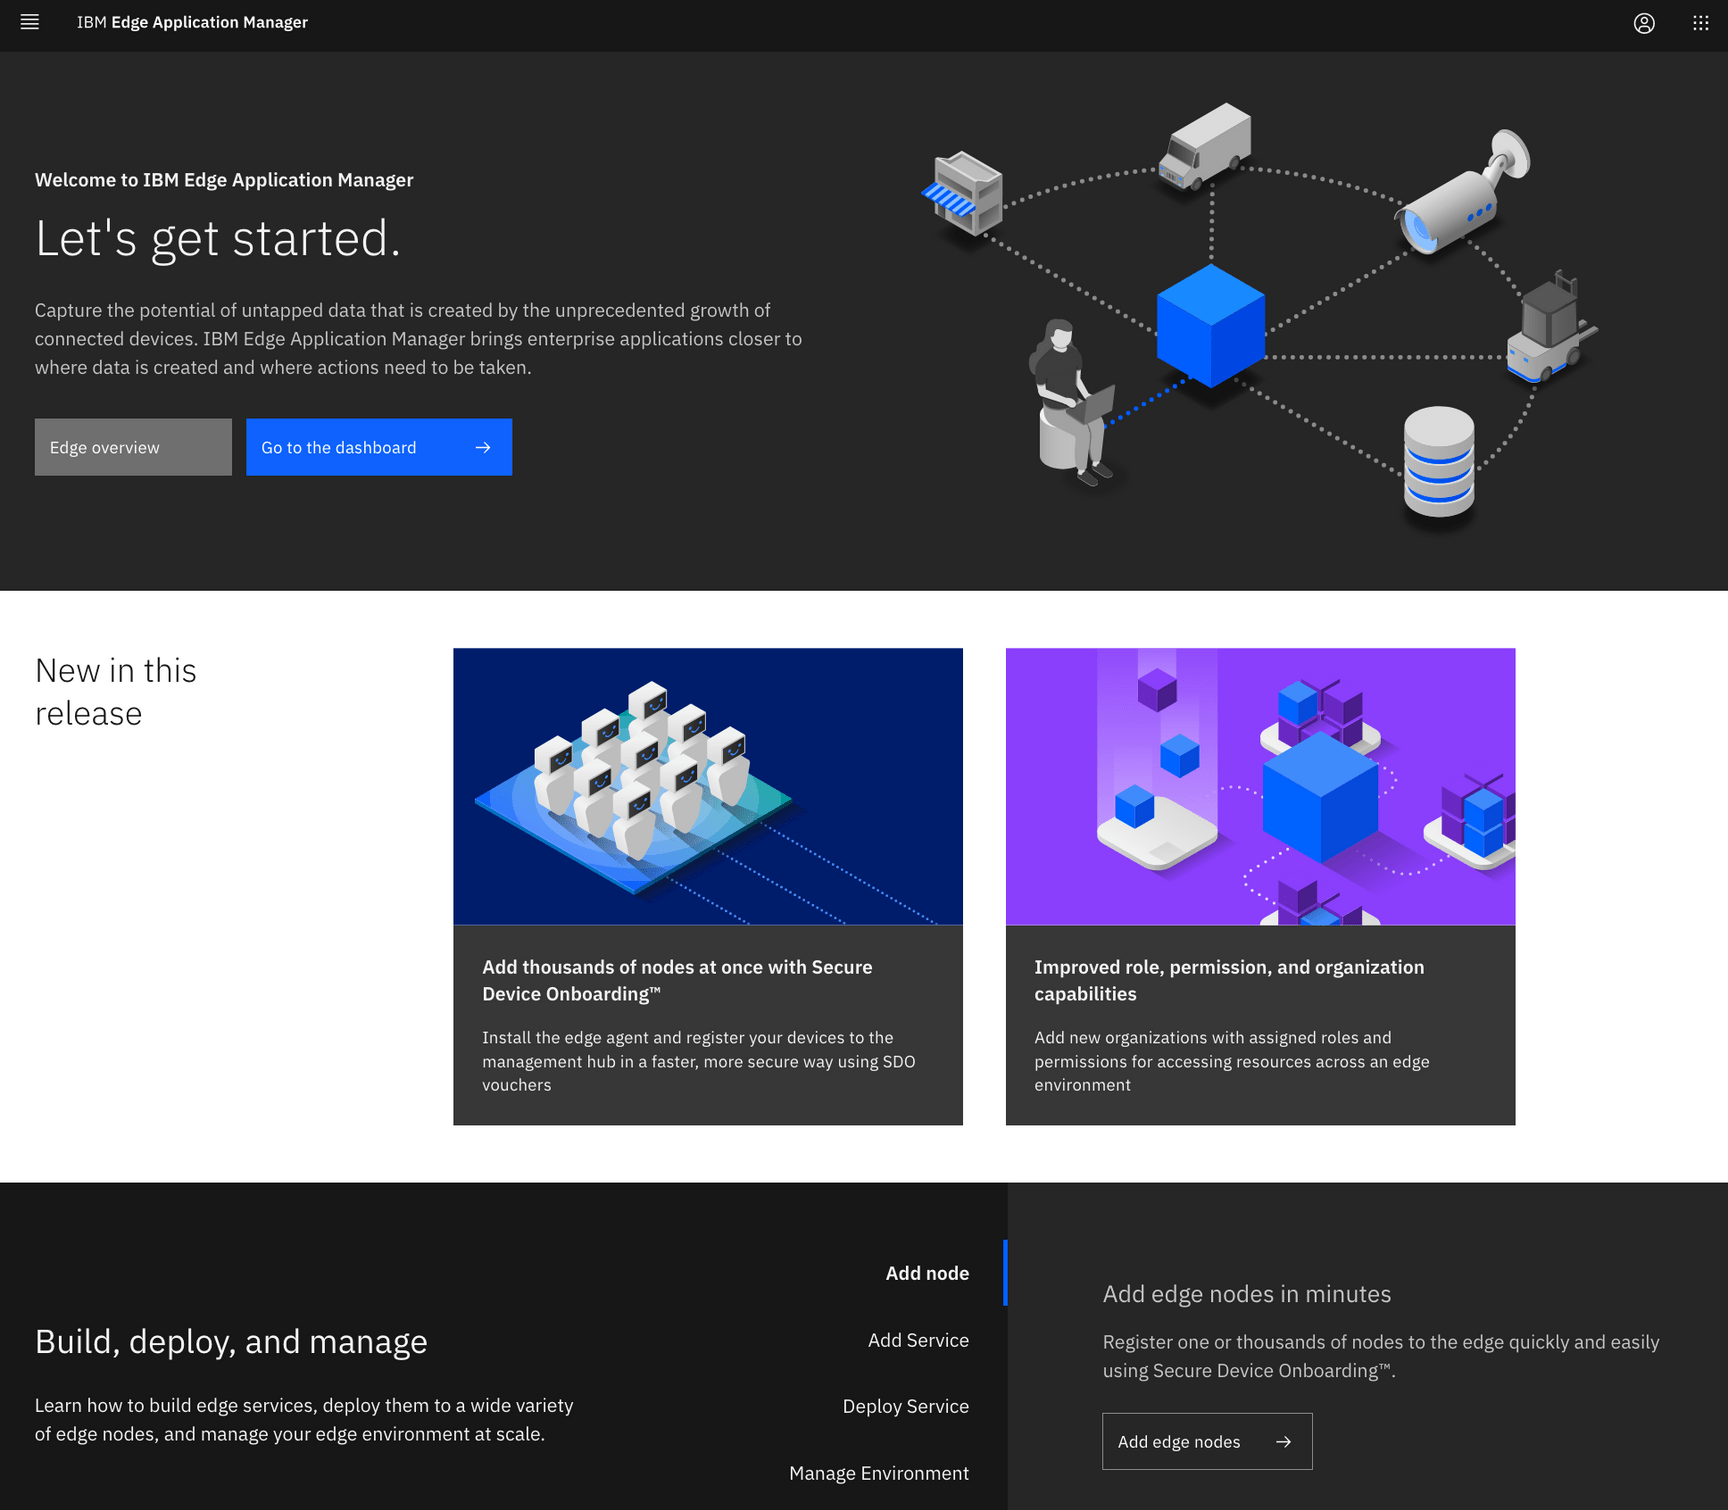 IBM Edge Application Manager
Welcome to IBM Edge Application Manager
Let's get started.
Capture the potential of untapped data that is created by the unprecedented growth of
connected devices. IBM Edge Application Manager brings enterprise applications closer to
where data is created and where actions need to be taken.
Edge overview
Go to the dashboard
New in this
release
Add thousands of nodes at once with Secure
Device Onboarding™
Install the edge agent and register your devices to the
management hub in a faster, more secure way using SDO
vouchers
Improved role, permission, and organization
capabilities
Add new organizations with assigned roles and
permissions for accessing resources across an edge
environment
Build, deploy, and manage
Learn how to build edge services, deploy them to a wide variety
of edge nodes, and manage your edge environment at scale.
Add node
Add Service
Deploy Service
Manage Environment
Add edge nodes in minutes
Register one or thousands of nodes to the edge quickly and easily
using Secure Device Onboarding™.
Add edge nodes